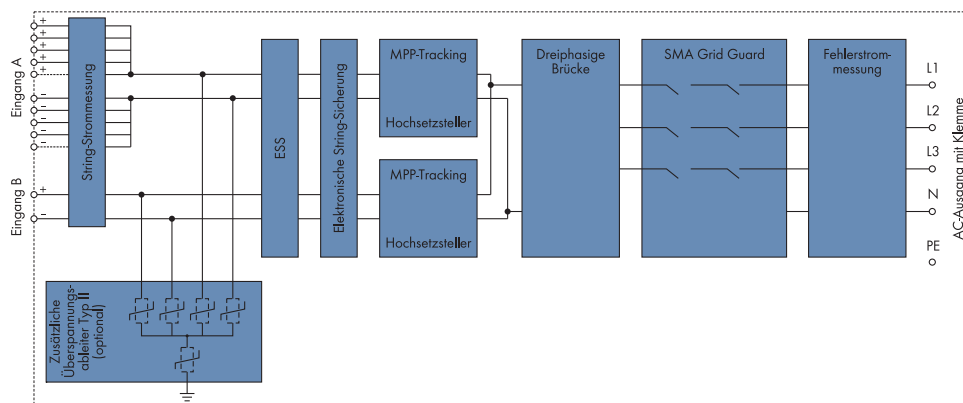 Eingang A
+
+
+
+
+
−
−
−
−
−
Eingang B
+
−
String-Strommessung
Zusätzliche
Überspannungs-
ableiter Typ II
(optional)
ESS
Elektronische String-Sicherung
MPP-Tracking
Hochsetzsteller
MPP-Tracking
Hochsetzsteller
Dreiphasige
Brücke
SMA Grid Guard
Fehlerstrom-
messung
L1
L2
L3
N
PE
AC-Ausgang mit Klemme